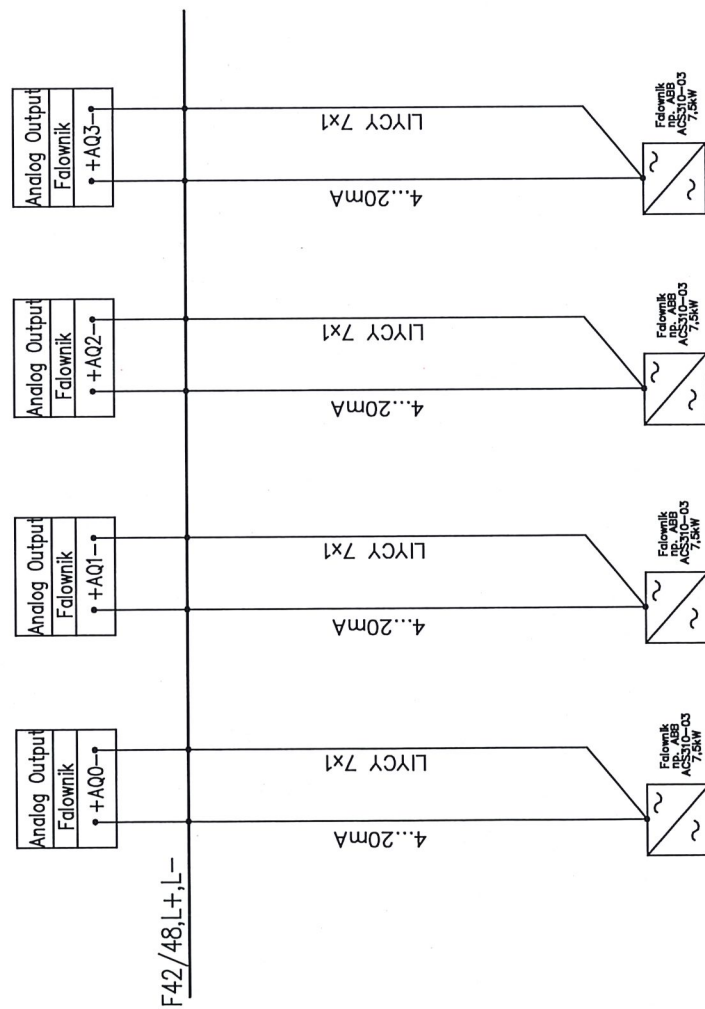 Analog Output
Falownik
+AQ0-
Analog Output
Falownik
+AQ1-
Analog Output
Falownik
+AQ2-
Analog Output
Falownik
+AQ3-
F42/48,L+,L-
4...20mA
LIYCY 7x1
4...20mA
LIYCY 7x1
4...20mA
LIYCY 7x1
4...20mA
LIYCY 7x1
Falownik
np. ABB
ACS310-03
7,5kW
Falownik
np. ABB
ACS310-03
7,5kW
Falownik
np. ABB
ACS310-03
7,5kW
Falownik
np. ABB
ACS310-03
7,5kW